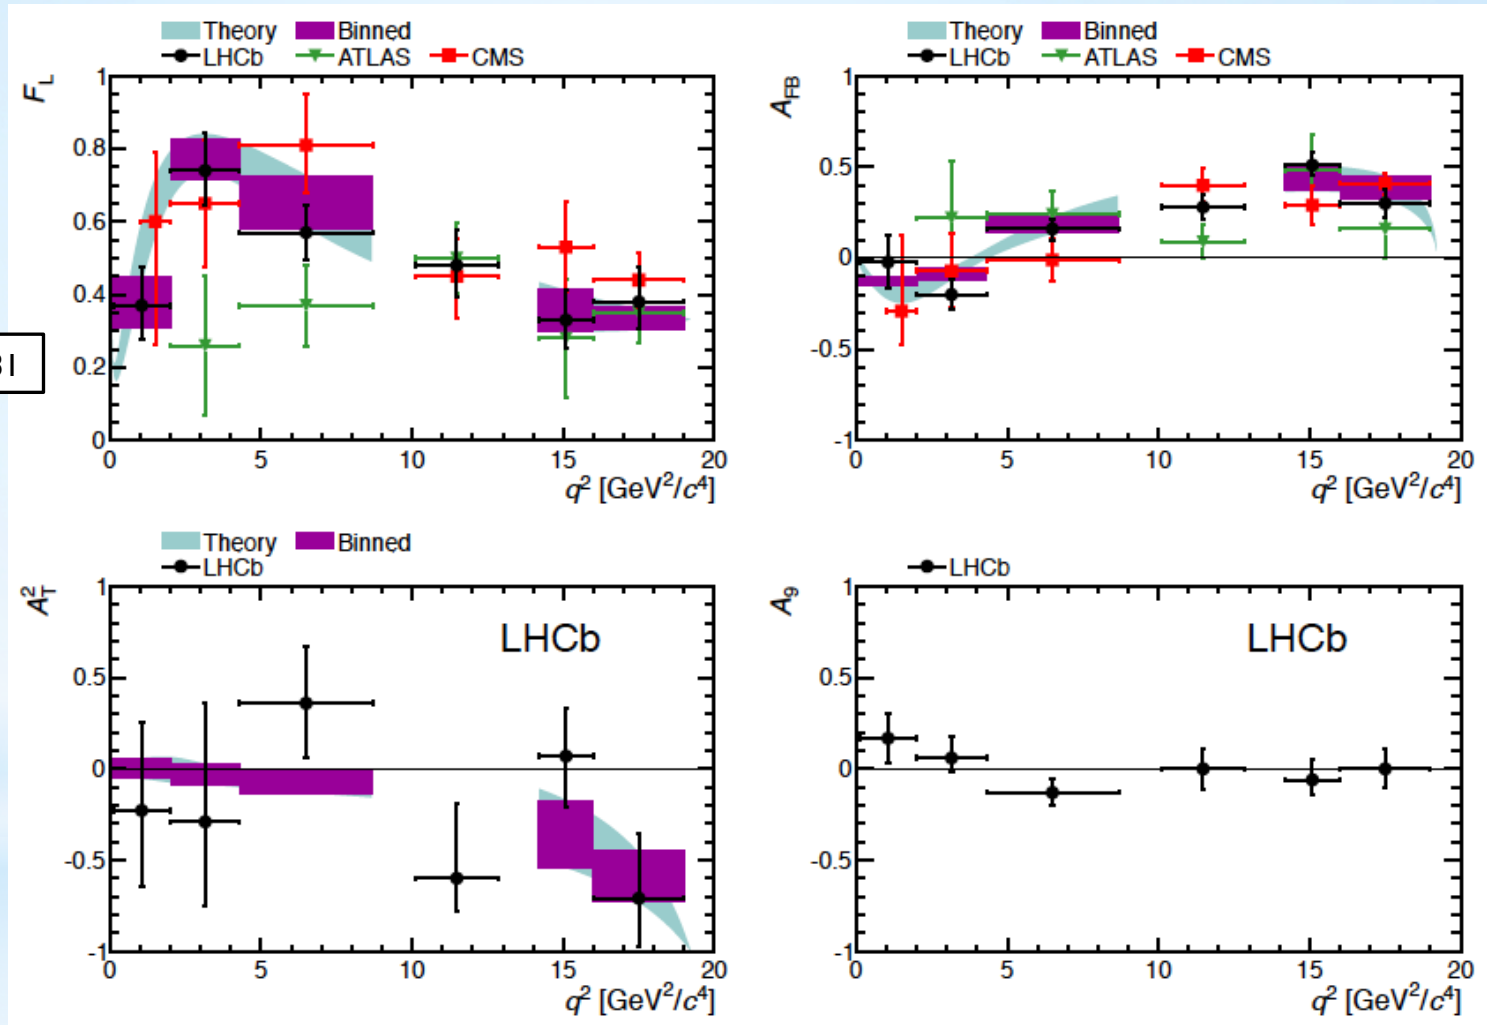 Theory Binned
LHCb ATLAS CMS
F_L
1
0.8
0.6
0.4
0.2
0
0 5 10 15 20
q² [GeV²/c⁴]
Theory Binned
LHCb ATLAS CMS
A_FB
1
0.5
0
-0.5
-1
0 5 10 15 20
q² [GeV²/c⁴]
Theory Binned
LHCb
A_T²
LHCb
1
0.5
0
-0.5
-1
0 5 10 15 20
q² [GeV²/c⁴]
LHCb
A_9
LHCb
1
0.5
0
-0.5
-1
0 5 10 15 20
q² [GeV²/c⁴]